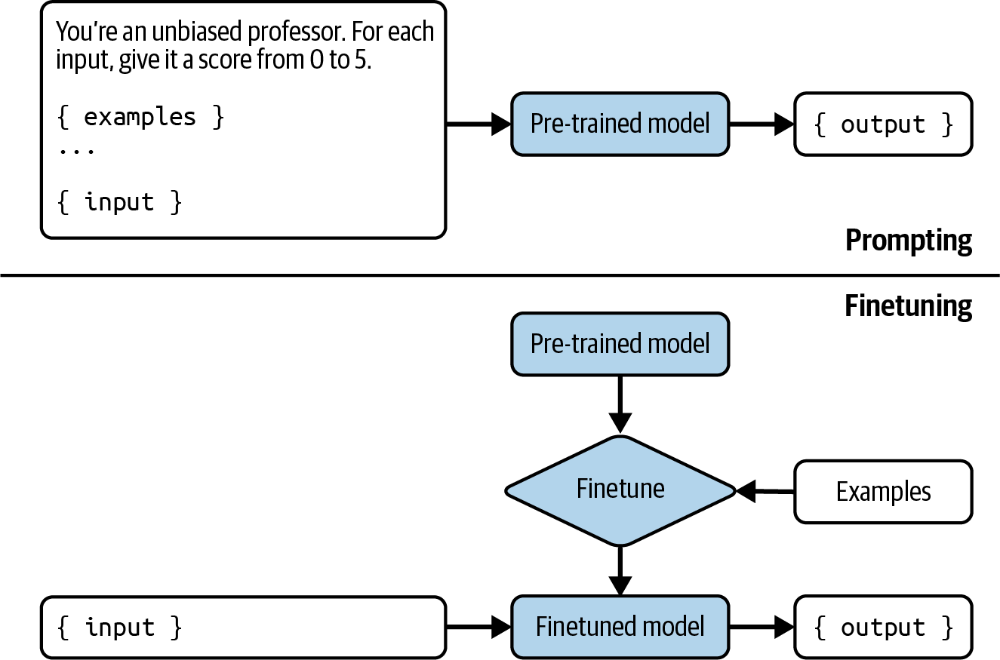 You’re an unbiased professor. For each
input, give it a score from 0 to 5.
{ examples }
...
{ input }
Pre-trained model
{ output }
Prompting
Finetuning
Pre-trained model
Finetune
Examples
{ input }
Finetuned model
{ output }